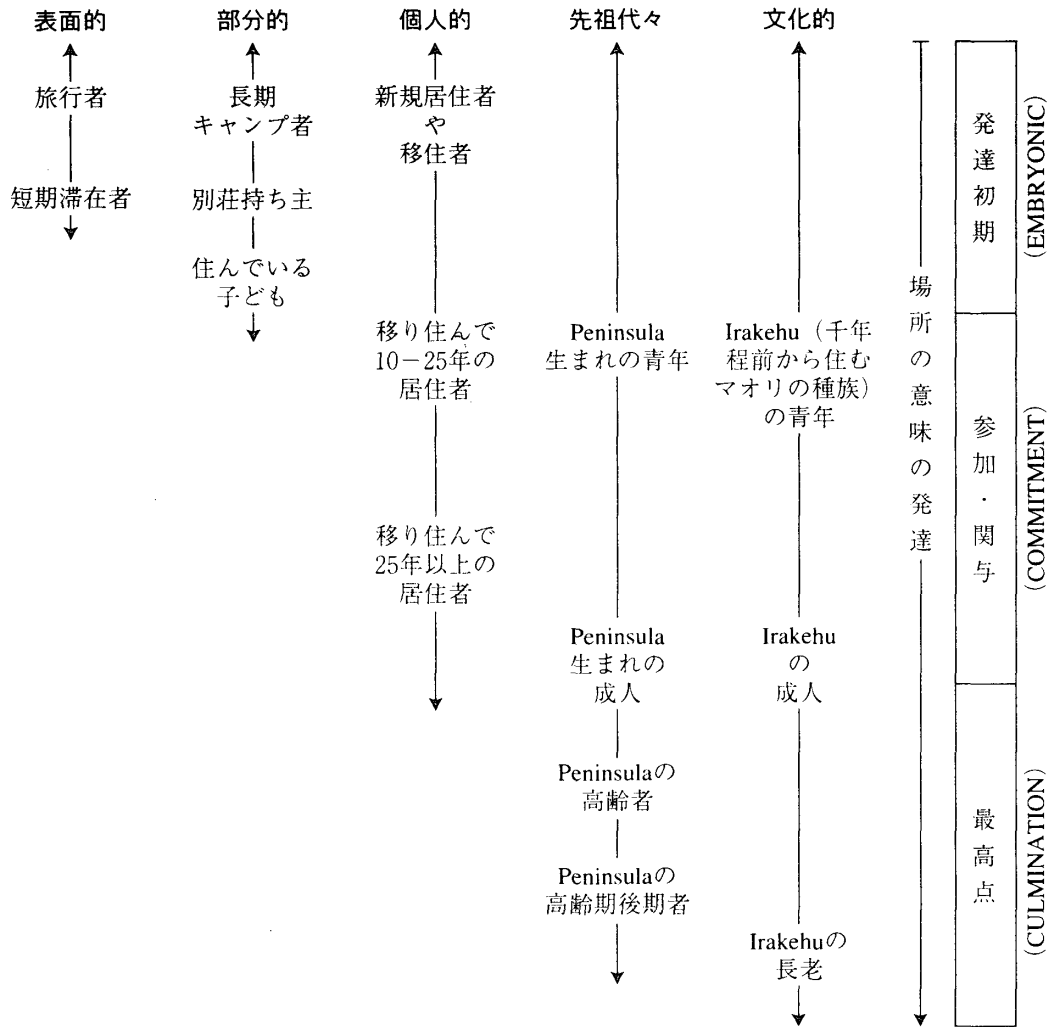 表面的
部分的
個人的
先祖代々
文化的
旅行者
短期滞在者
長期
キャンプ者
別荘持ち主
住んでいる
子ども
新規居住者
や
移住者
移り住んで
10－25年の
居住者
移り住んで
25年以上の
居住者
Peninsula
生まれの青年
Peninsula
生まれの
成人
Peninsulaの
高齢者
Peninsulaの
高齢期後期者
Irakehu（千年
程前から住む
マオリの種族）
の青年
Irakehu
の
成人
Irakehuの
長老
場所の意味の発達
発達初期
(EMBRYONIC)
参加・関与
(COMMITMENT)
最高点
(CULMINATION)